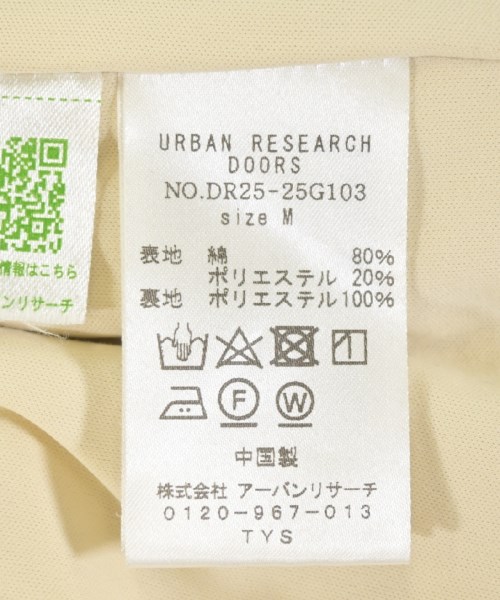 URBAN RESEARCH
DOORS
NO.DR25-25G103
size M
表地 綿 80%
ポリエステル 20%
裏地 ポリエステル 100%
F W
中国製
株式会社 アーバンリサーチ
0120-967-013
TYS
情報はこちら
バンリサーチ